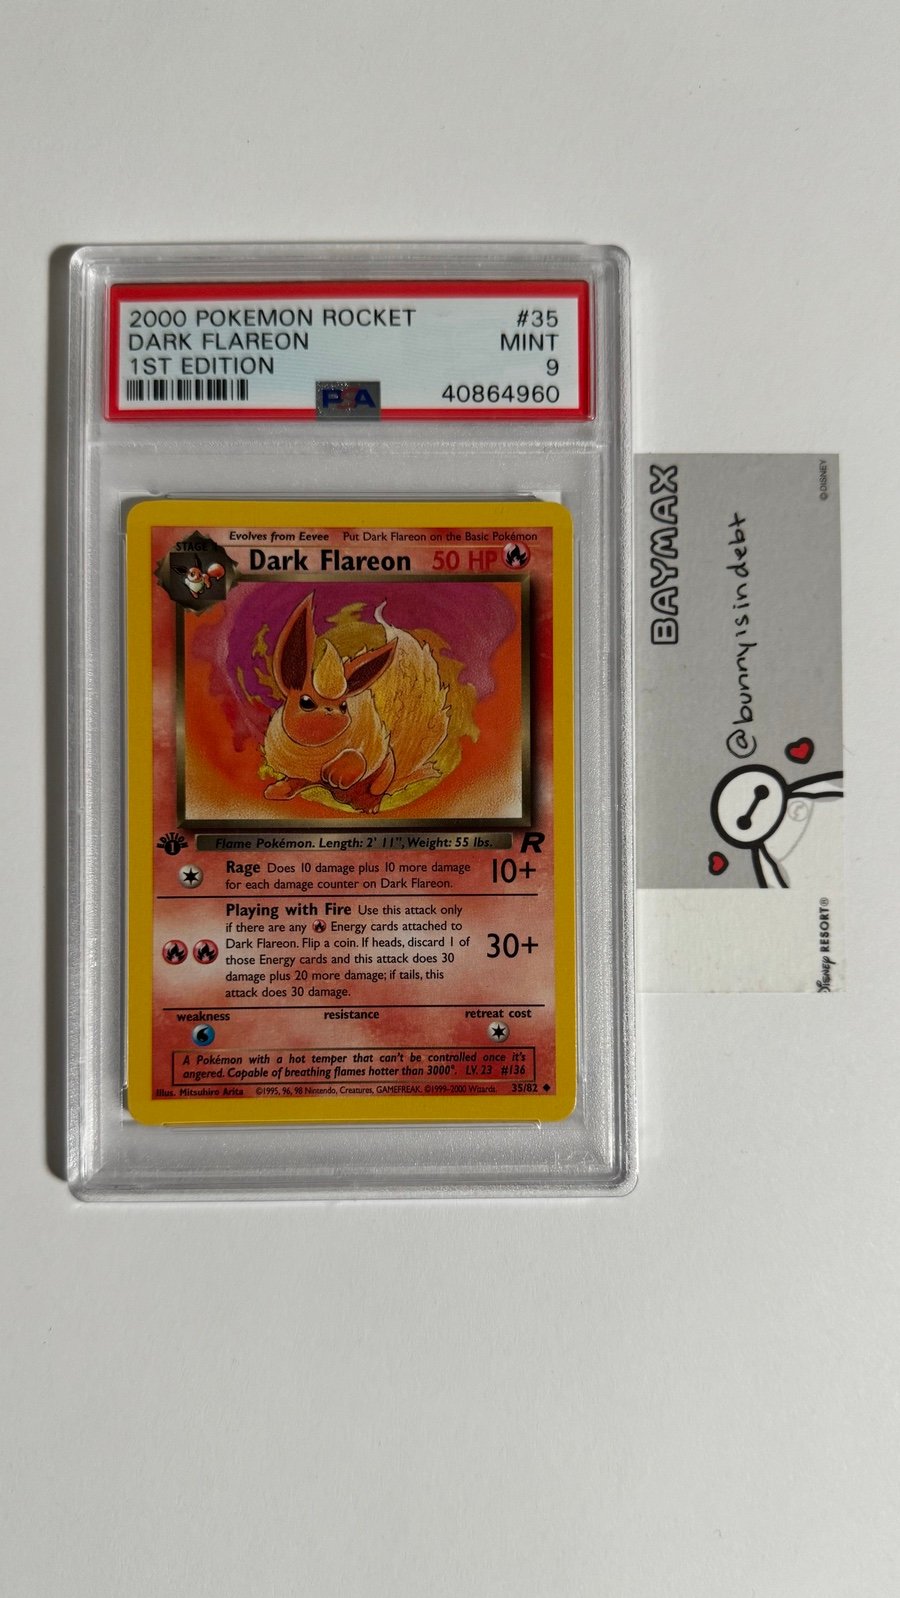 2000 POKEMON ROCKET #35
DARK FLAREON MINT
1ST EDITION 9
PSA 40864960
Evolves from Eevee Put Dark Flareon on the Basic Pokémon
STAGE 1
Dark Flareon 50 HP
EDITION
1
Flame Pokémon. Length: 2' 11", Weight: 55 lbs.
R
Rage Does 10 damage plus 10 more damage
for each damage counter on Dark Flareon.
10+
Playing with Fire Use this attack only
if there are any Energy cards attached to
Dark Flareon. Flip a coin. If heads, discard 1 of
those Energy cards and this attack does 30
damage plus 20 more damage; if tails, this
attack does 30 damage.
30+
weakness resistance retreat cost
A Pokémon with a hot temper that can't be controlled once it's
angered. Capable of breathing flames hotter than 3000°. LV. 23 #136
Illus. Mitsuhiro Arita ©1995, 96, 98 Nintendo, Creatures, GAMEFREAK. ©1999-2000 Wizards. 35/82
BAYMAX
@bunnyisindebt
© DISNEY
Disney RESORT®